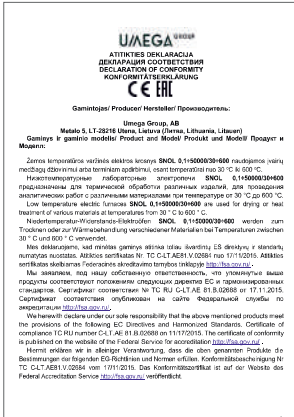 UMEGA GROUP
ATITIKTIES DEKLARACIJA
ДЕКЛАРАЦИЯ СООТВЕТСТВИЯ
DECLARATION OF CONFORMITY
KONFORMITÄTSERKLÄRUNG
CE EAC
Gamintojas/ Producer/ Hersteller/ Производитель:
Umega Group, AB
Metalo 5, LT-28216 Utena, Lietuva (Литва, Lithuania, Litauen)
Gaminys ir gaminio modelis/ Product and Model/ Produkt und Modell/ Продукт и
Модель:
Žemos temperatūros varžinės elektros krosnys SNOL 0,1÷50000/30÷600 naudojamos įvairių
medžiagų džiovinimui arba terminiam apdirbimui, esant temperatūrai nuo 30 °C iki 600 °C.
Низкотемпературные лабораторные электропечи SNOL 0,1÷50000/30÷600
предназначены для термической обработки различных изделий, для проведения
аналитических работ с различными материалами при температуре от 30 °С до 600 °С.
Low temperature electric furnaces SNOL 0,1÷50000/30÷600 are used for drying or heat
treatment of various materials at temperatures from 30 ° C to 600 ° C.
Niedertemperatur-Widerstands-Elektroöfen SNOL 0,1÷50000/30÷600 werden zum
Trocknen oder zur Wärmebehandlung verschiedener Materialien bei Temperaturen zwischen
30 ° C und 600 ° C verwendet.
Mes deklaruojame, kad minimas gaminys atitinka toliau išvardintų ES direktyvų ir standartų
numatytas nuostatas. Atitikties sertifikatas Nr. TC C-LT.AE81.V.02684 nuo 17/11/2015. Atitikties
sertifikatas skelbiamas Federacinės akreditavimo tarnybos tinklapyje http://fsa.gov.ru/ .
Мы заявляем, под нашу собственную ответственность, что упомянутые выше
продукты соответствуют положениям следующих директив ЕС и гармонизированных
стандартов. Сертификат соответствия № ТС RU C-LT.AE 81.B.02688 от 17.11.2015.
Сертификат соответствия опубликован на сайте Федеральной службы по
аккредитации http://fsa.gov.ru/ .
We herewith declare under our sole responsibility that the above mentioned products meet
the provisions of the following EC Directives and Harmonized Standards. Certificate of
compliance TC RU number C-LT.AE 81.B.02688 on 11/17/2015. The certificate of conformity
is published on the website of the Federal Service for accreditation http://fsa.gov.ru/ .
Hiermit erklären wir in alleiniger Verantwortung, dass die oben genannten Produkte die
Bestimmungen der folgenden EG-Richtlinien und Normen erfüllen. Konformitätsbescheinigung Nr
TC C-LT.AE81.V.02684 vom 17/11/2015. Das Konformitätszertifikat ist auf der Website des
Federal Accreditation Service http://fsa.gov.ru/ veröffentlicht.